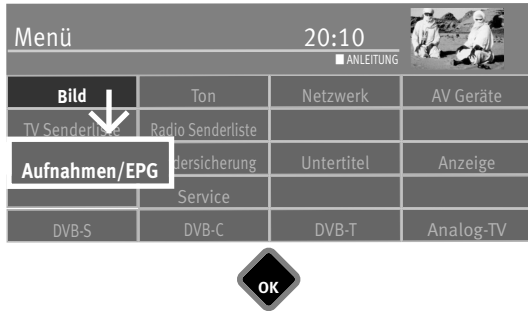 Menü 20:10
ANLEITUNG
Bild Ton Netzwerk AV Geräte
TV Senderliste Radio Senderliste
Aufnahmen/EPG dersicherung Untertitel Anzeige
Service
DVB-S DVB-C DVB-T Analog-TV
OK